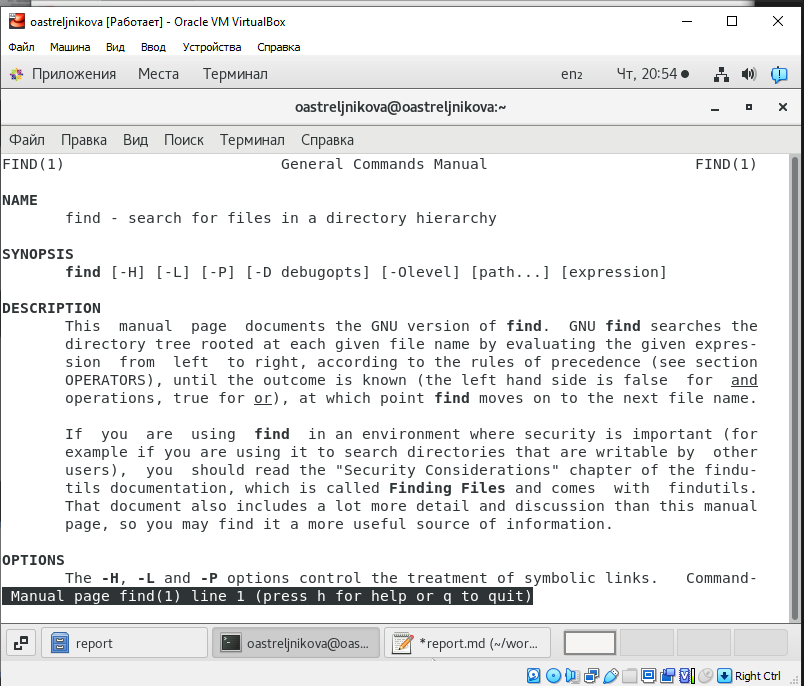 oastreljnikova [Работает] - Oracle VM VirtualBox
Файл Машина Вид Ввод Устройства Справка
Приложения Места Терминал en₂ Чт, 20:54
oastreljnikova@oastreljnikova:~
Файл Правка Вид Поиск Терминал Справка
FIND(1) General Commands Manual FIND(1)
NAME
find - search for files in a directory hierarchy
SYNOPSIS
find [-H] [-L] [-P] [-D debugopts] [-Olevel] [path...] [expression]
DESCRIPTION
This manual page documents the GNU version of find. GNU find searches the
directory tree rooted at each given file name by evaluating the given expres-
sion from left to right, according to the rules of precedence (see section
OPERATORS), until the outcome is known (the left hand side is false for and
operations, true for or), at which point find moves on to the next file name.
If you are using find in an environment where security is important (for
example if you are using it to search directories that are writable by other
users), you should read the "Security Considerations" chapter of the findu-
tils documentation, which is called Finding Files and comes with findutils.
That document also includes a lot more detail and discussion than this manual
page, so you may find it a more useful source of information.
OPTIONS
The -H, -L and -P options control the treatment of symbolic links. Command-
Manual page find(1) line 1 (press h for help or q to quit)
report oastreljnikova@oas... *report.md (~/wor...
Right Ctrl